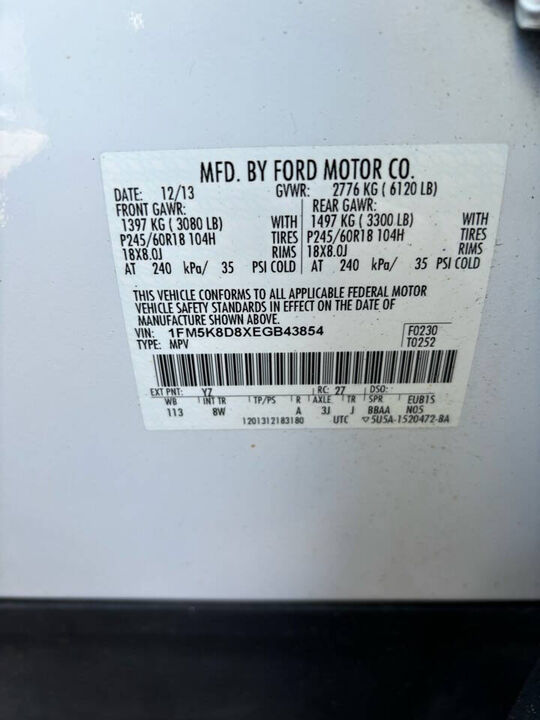 MFD. BY FORD MOTOR CO.
DATE: 12/13 GVWR: 2776 KG ( 6120 LB)
FRONT GAWR: REAR GAWR:
1397 KG ( 3080 LB) WITH 1497 KG ( 3300 LB) WITH
P245/60R18 104H TIRES P245/60R18 104H TIRES
18X8.0J RIMS 18X8.0J RIMS
AT 240 kPa/ 35 PSI COLD AT 240 kPa/ 35 PSI COLD
THIS VEHICLE CONFORMS TO ALL APPLICABLE FEDERAL MOTOR
VEHICLE SAFETY STANDARDS IN EFFECT ON THE DATE OF
MANUFACTURE SHOWN ABOVE.
VIN: 1FM5K8D8XEGB43854 F0230
TYPE: MPV T0252
EXT PNT: YZ RC: 27 DSO:
WB INT TR TP/PS R AXLE TR SPR EUB1S
113 8W A 3J J BBAA N05
1201312183180 UTC ▽5U5A-1520472-BA